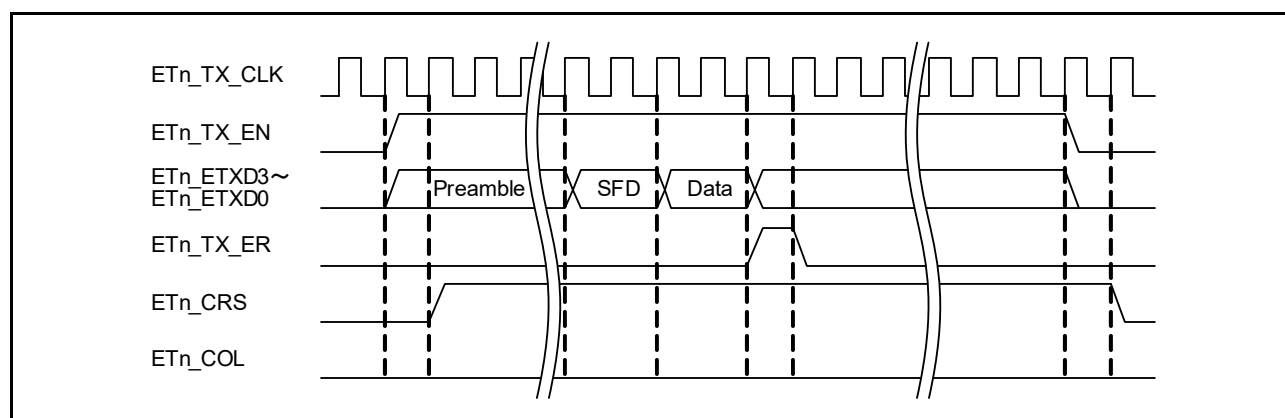 ETn_TX_CLK
ETn_TX_EN
ETn_ETXD3～
ETn_ETXD0
Preamble
SFD
Data
ETn_TX_ER
ETn_CRS
ETn_COL